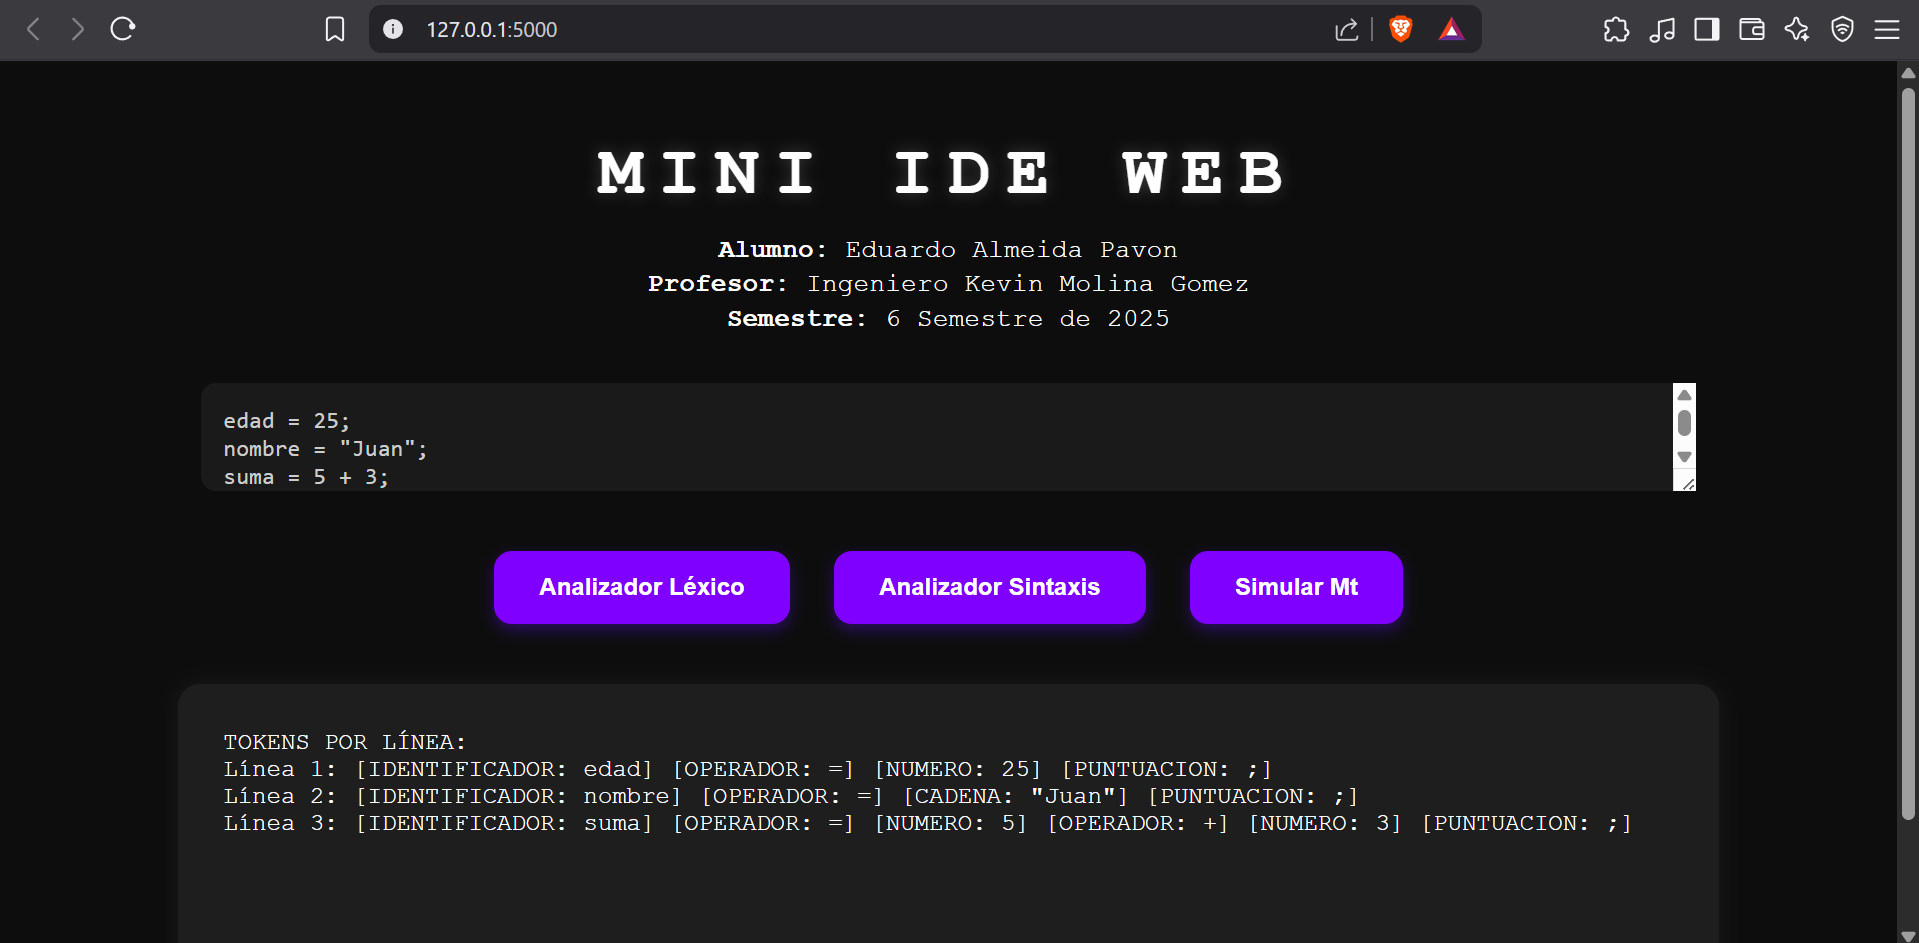 127.0.0.1:5000
MINI IDE WEB
Alumno: Eduardo Almeida Pavon
Profesor: Ingeniero Kevin Molina Gomez
Semestre: 6 Semestre de 2025
edad = 25;
nombre = "Juan";
suma = 5 + 3;
Analizador Léxico
Analizador Sintaxis
Simular Mt
TOKENS POR LÍNEA:
Línea 1: [IDENTIFICADOR: edad] [OPERADOR: =] [NUMERO: 25] [PUNTUACION: ;]
Línea 2: [IDENTIFICADOR: nombre] [OPERADOR: =] [CADENA: "Juan"] [PUNTUACION: ;]
Línea 3: [IDENTIFICADOR: suma] [OPERADOR: =] [NUMERO: 5] [OPERADOR: +] [NUMERO: 3] [PUNTUACION: ;]